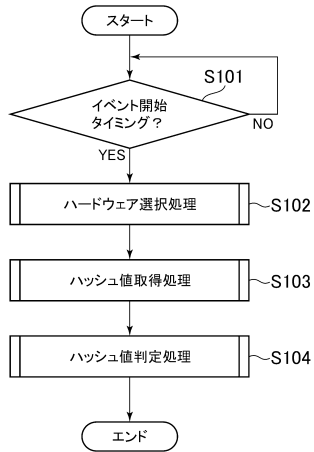 スタート
S101
イベント開始
タイミング？
NO
YES
ハードウェア選択処理
S102
ハッシュ値取得処理
S103
ハッシュ値判定処理
S104
エンド